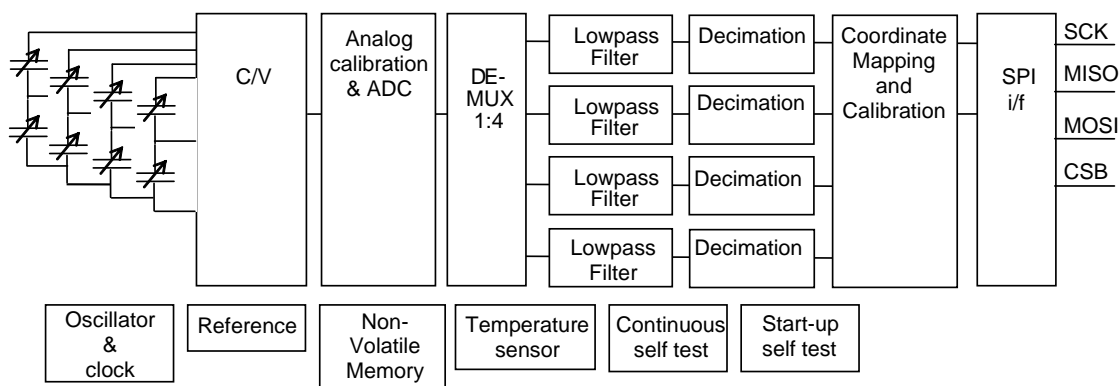 C/V
Analog
calibration
& ADC
DE-
MUX
1:4
Lowpass
Filter
Decimation
Lowpass
Filter
Decimation
Lowpass
Filter
Decimation
Lowpass
Filter
Decimation
Coordinate
Mapping
and
Calibration
SPI
i/f
SCK
MISO
MOSI
CSB
Oscillator
&
clock
Reference
Non-
Volatile
Memory
Temperature
sensor
Continuous
self test
Start-up
self test